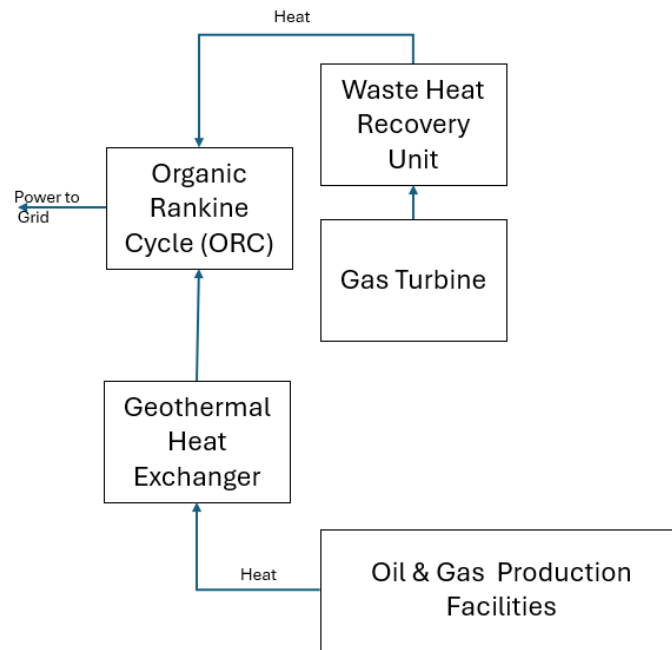 Heat
Waste Heat
Recovery
Unit
Organic
Rankine
Cycle (ORC)
Power to
Grid
Gas Turbine
Geothermal
Heat
Exchanger
Heat
Oil & Gas  Production
Facilities